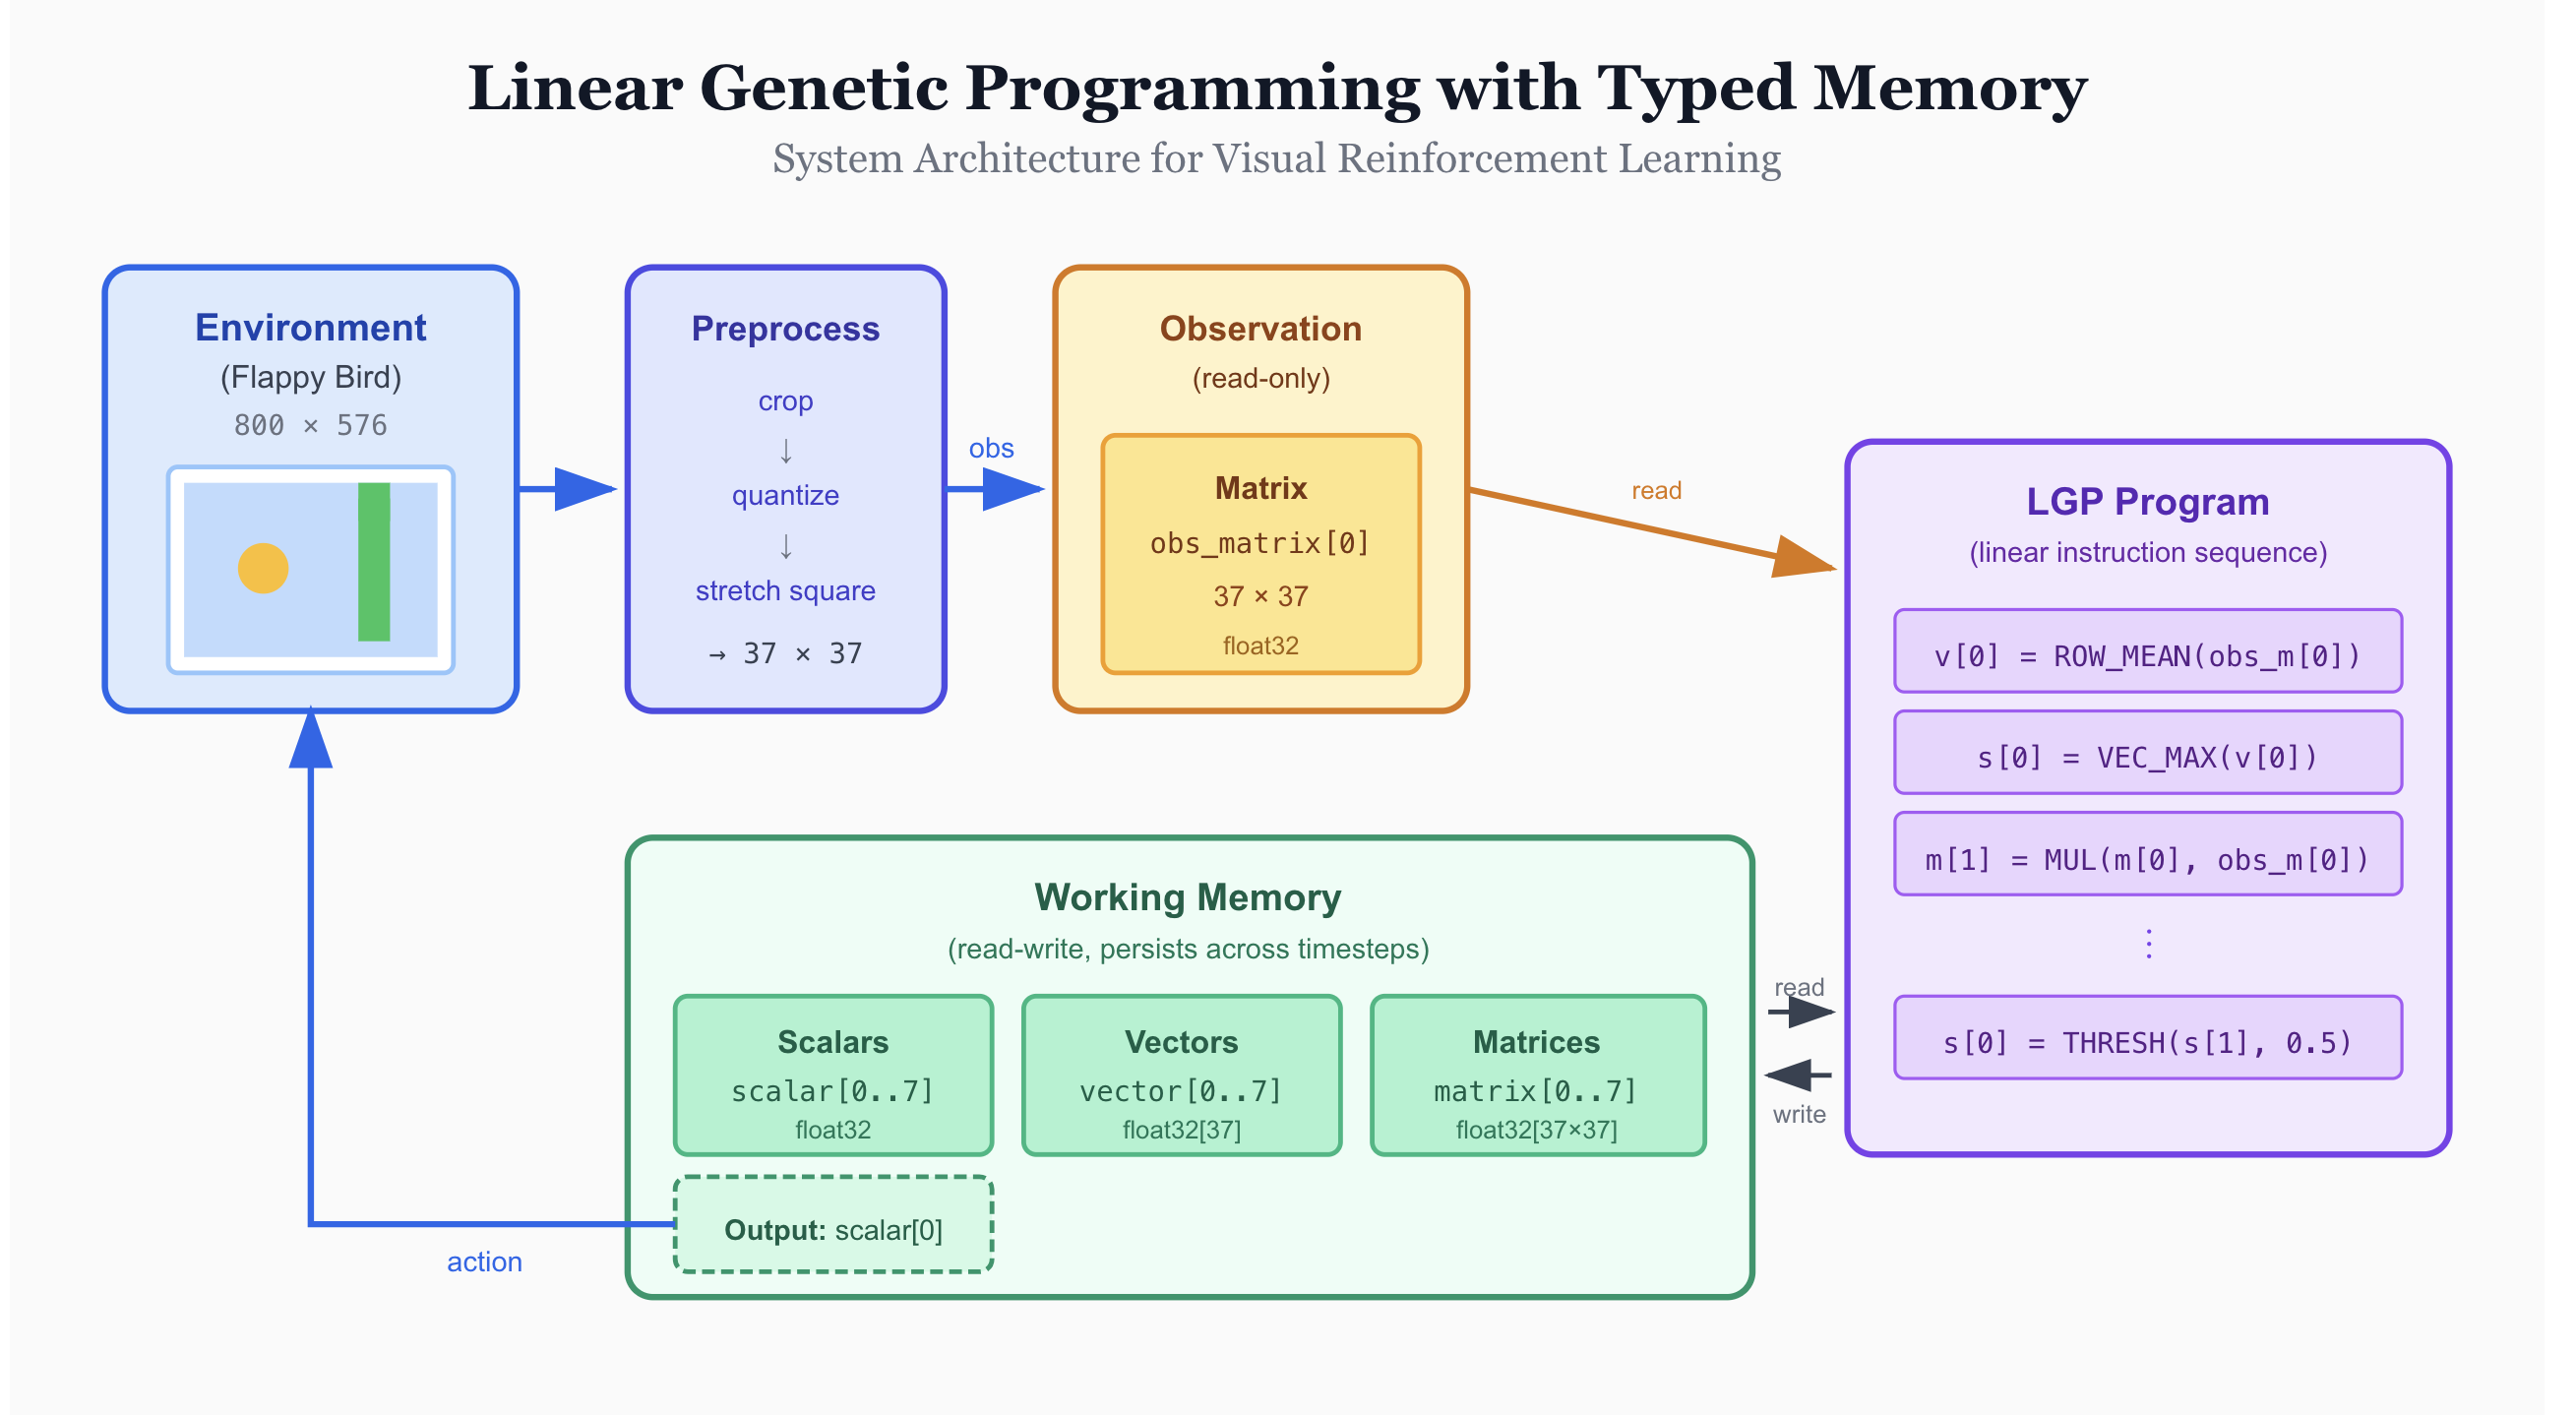 Linear Genetic Programming with Typed Memory
System Architecture for Visual Reinforcement Learning
Environment
(Flappy Bird)
800 × 576
Preprocess
crop
↓
quantize
↓
stretch square
→ 37 × 37
obs
Observation
(read-only)
Matrix
obs_matrix[0]
37 × 37
float32
read
LGP Program
(linear instruction sequence)
v[0] = ROW_MEAN(obs_m[0])
s[0] = VEC_MAX(v[0])
m[1] = MUL(m[0], obs_m[0])
⋮
s[0] = THRESH(s[1], 0.5)
Working Memory
(read-write, persists across timesteps)
Scalars
scalar[0..7]
float32
Vectors
vector[0..7]
float32[37]
Matrices
matrix[0..7]
float32[37×37]
read
write
Output: scalar[0]
action